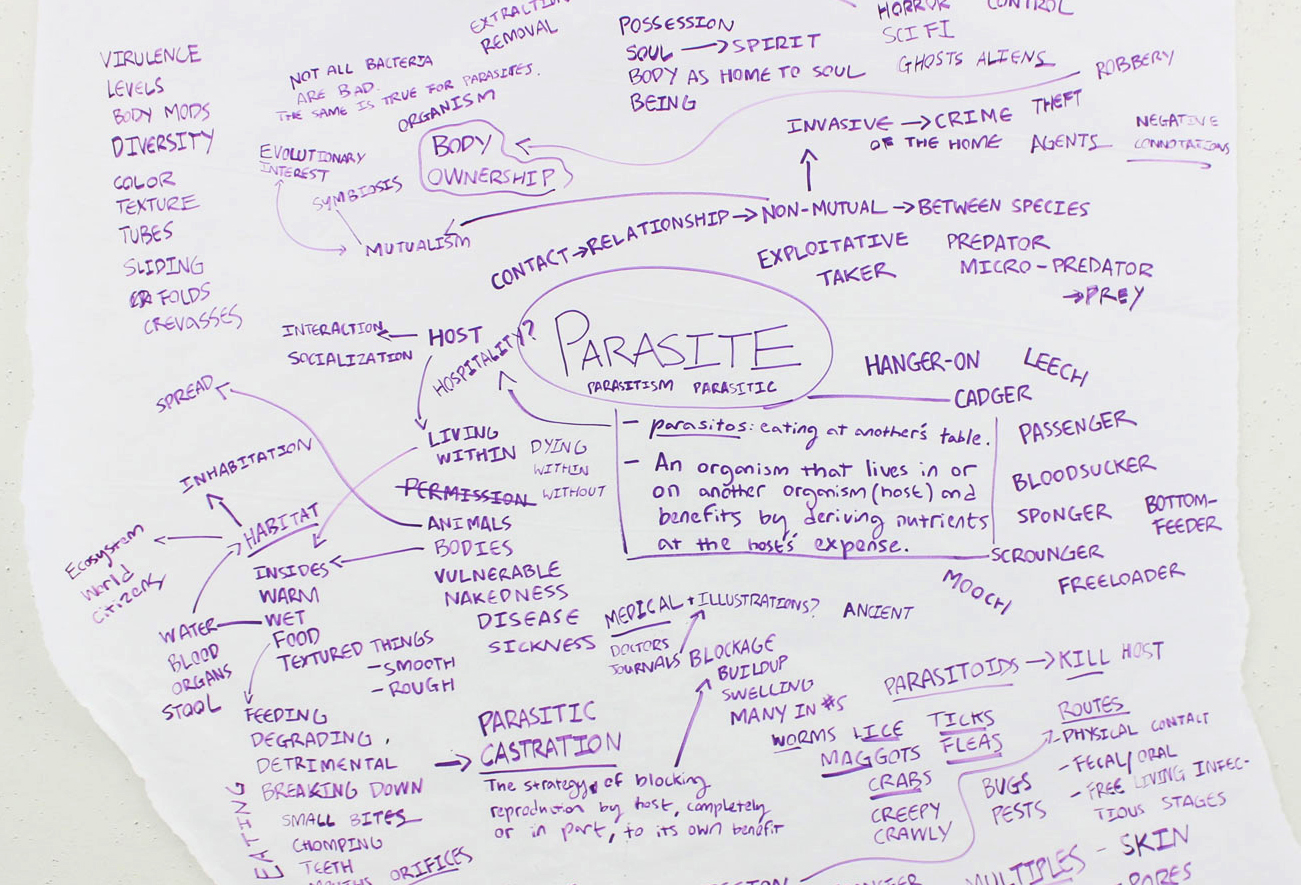 VIRULENCE
LEVELS
BODY MODS
DIVERSITY
COLOR
TEXTURE
TUBES
SLIDING
FOLDS
CREVASSES
EXTRACTION
REMOVAL
NOT ALL BACTERIA
ARE BAD.
THE SAME IS TRUE FOR PARASITES.
ORGANISM
BODY
OWNERSHIP
EVOLUTIONARY
INTEREST
SYMBIOSIS
MUTUALISM
POSSESSION
SOUL → SPIRIT
BODY AS HOME TO SOUL
BEING
HORROR CONTROL
SCI FI
GHOSTS ALIENS
ROBBERY
INVASIVE → CRIME THEFT
OF THE HOME AGENTS
NEGATIVE
CONNOTATIONS
CONTACT → RELATIONSHIP → NON-MUTUAL → BETWEEN SPECIES
EXPLOITATIVE
TAKER
PREDATOR
MICRO-PREDATOR
→ PREY
PARASITE
PARASITISM PARASITIC
INTERACTION ← HOST
SOCIALIZATION
HOSPITALITY?
HANGER-ON
LEECH
CADGER
PASSENGER
BLOODSUCKER
SPONGER
BOTTOM-
FEEDER
SCROUNGER
MOOCH
FREELOADER
- parasitos: eating at another's table.
- An organism that lives in or
on another organism (host) and
benefits by deriving nutrients
at the host's expense.
SPREAD
INHABITATION
HABITAT
Ecosystem
World
Citizenry
LIVING
WITHIN
DYING
WITHIN
WITHOUT
PERMISSION
ANIMALS
BODIES
VULNERABLE
NAKEDNESS
DISEASE
SICKNESS
INSIDES
WARM
WET
FOOD
TEXTURED THINGS
- SMOOTH
- ROUGH
WATER
BLOOD
ORGANS
STOOL
MEDICAL + ILLUSTRATIONS? ANCIENT
DOCTORS
JOURNALS
BLOCKAGE
BUILDUP
SWELLING
MANY IN #S
FEEDING
DEGRADING
DETRIMENTAL
BREAKING DOWN
SMALL BITES
CHOMPING
TEETH
MOUTHS ORIFICES
EATING
→ PARASITIC
CASTRATION
The strategy of blocking
reproduction by host, completely
or in part, to its own benefit
PARASITOIDS → KILL HOST
WORMS LICE TICKS
MAGGOTS FLEAS
CRABS
CREEPY
CRAWLY
BUGS
PESTS
ROUTES
- PHYSICAL CONTACT
- FECAL/ORAL
- FREE LIVING INFEC-
TIOUS STAGES
MULTIPLES - SKIN
PORES